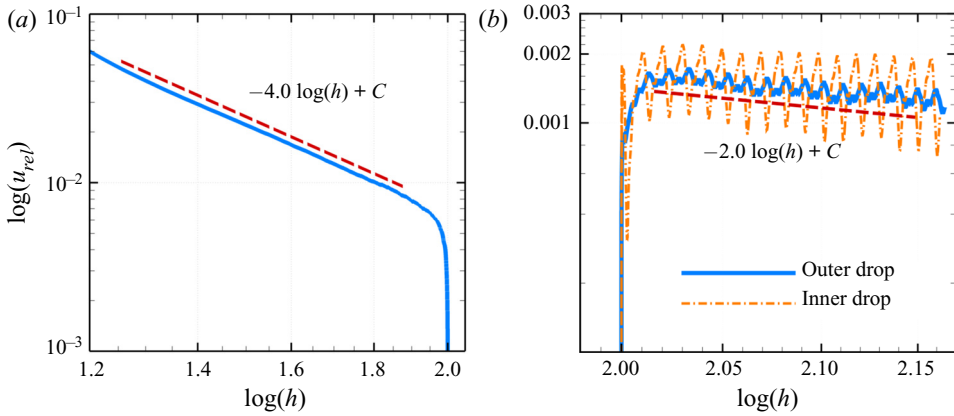 (a)
10⁻¹
10⁻²
10⁻³
log(u_rel)
−4.0 log(h) + C
1.2 1.4 1.6 1.8 2.0
log(h)
(b)
0.003
0.002
0.001
−2.0 log(h) + C
Outer drop
Inner drop
2.00 2.05 2.10 2.15
log(h)